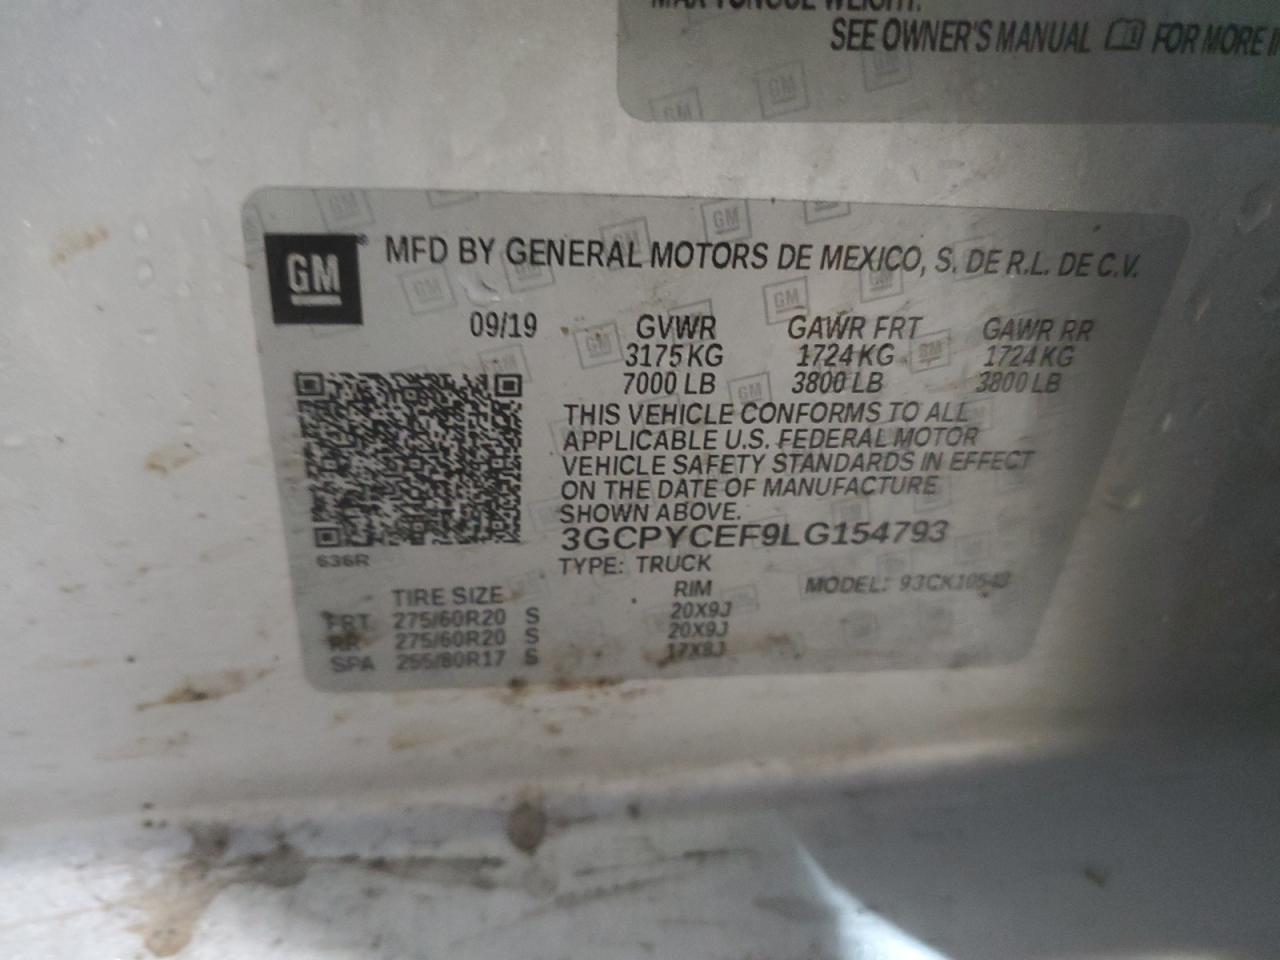 SEE OWNER'S MANUAL FOR MORE
GM
MFD BY GENERAL MOTORS DE MEXICO, S. DE R.L. DE C.V.
09/19 GVWR GAWR FRT GAWR RR
3175 KG 1724 KG 1724 KG
7000 LB 3800 LB 3800 LB
THIS VEHICLE CONFORMS TO ALL
APPLICABLE U.S. FEDERAL MOTOR
VEHICLE SAFETY STANDARDS IN EFFECT
ON THE DATE OF MANUFACTURE
SHOWN ABOVE.
3GCPYCEF9LG154793
636R
TYPE: TRUCK
TIRE SIZE RIM MODEL:
FRT 275/60R20 S 20X9J
RR 275/60R20 S 20X9J
SPA 255/80R17 S 17X8J